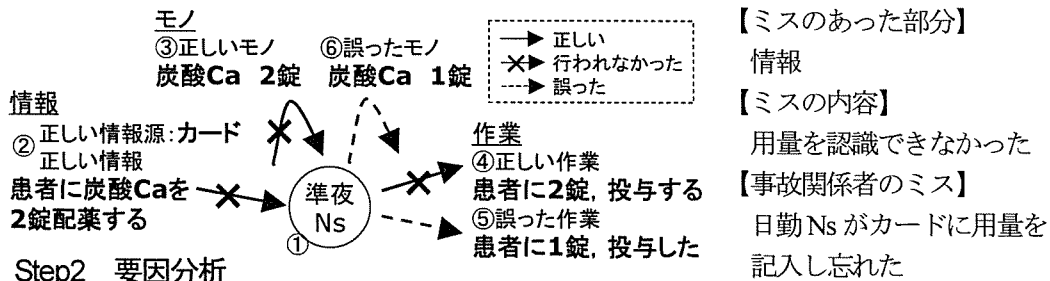 モノ
③正しいモノ
炭酸Ca 2錠
⑥誤ったモノ
炭酸Ca 1錠
正しい
行われなかった
誤った
情報
② 正しい情報源:カード
正しい情報
患者に炭酸Caを
2錠配薬する
準夜
Ns
①
作業
④正しい作業
患者に2錠,投与する
⑤誤った作業
患者に1錠,投与した
Step2 要因分析
【ミスのあった部分】
情報
【ミスの内容】
用量を認識できなかった
【事故関係者のミス】
日勤Nsがカードに用量を
記入し忘れた